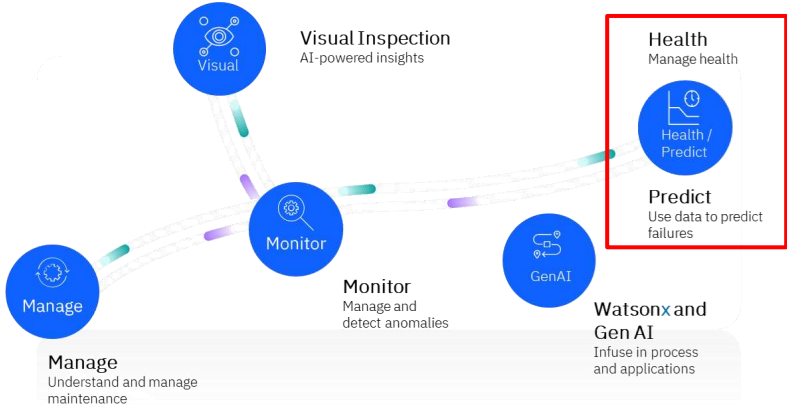 Visual
Visual Inspection
AI-powered insights
Health
Manage health
Health /
Predict
Predict
Use data to predict
failures
Monitor
Monitor
Manage and
detect anomalies
GenAI
Watsonx and
Gen AI
Infuse in process
and applications
Manage
Manage
Understand and manage
maintenance